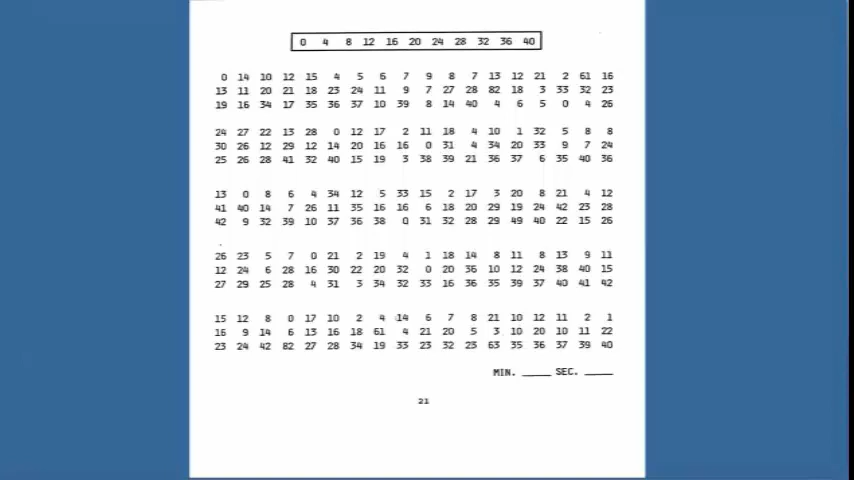 0 4 8 12 16 20 24 28 32 36 40
0 14 10 12 15 4 5 6 7 9 8 7 13 12 21 2 61 16
13 11 20 21 18 23 24 11 9 7 27 28 82 18 3 33 32 23
19 16 34 17 35 36 37 10 39 8 14 40 4 6 5 0 4 26
24 27 22 13 28 0 12 17 2 11 18 4 10 1 32 5 8 8
30 26 12 29 12 14 20 16 16 0 31 4 34 20 33 9 7 24
25 26 28 41 32 40 15 19 3 38 39 21 36 37 6 35 40 36
13 0 8 6 4 34 12 5 33 15 2 17 3 20 8 21 4 12
41 40 14 7 26 11 35 16 16 6 18 20 29 19 24 42 23 28
42 9 32 39 10 37 36 38 0 31 32 28 29 49 40 22 15 26
26 23 5 7 0 21 2 19 4 1 18 14 8 11 8 13 9 11
12 24 6 28 16 30 22 20 32 0 20 36 10 12 24 38 40 15
27 29 25 28 4 31 3 34 32 33 16 36 35 39 37 40 41 42
15 12 8 0 17 10 2 4 14 6 7 8 21 10 12 11 2 1
16 9 14 6 13 16 18 61 4 21 20 5 3 10 20 10 11 22
23 24 42 82 27 28 34 19 33 23 32 23 63 35 36 37 39 40
MIN. _____ SEC. _____
21